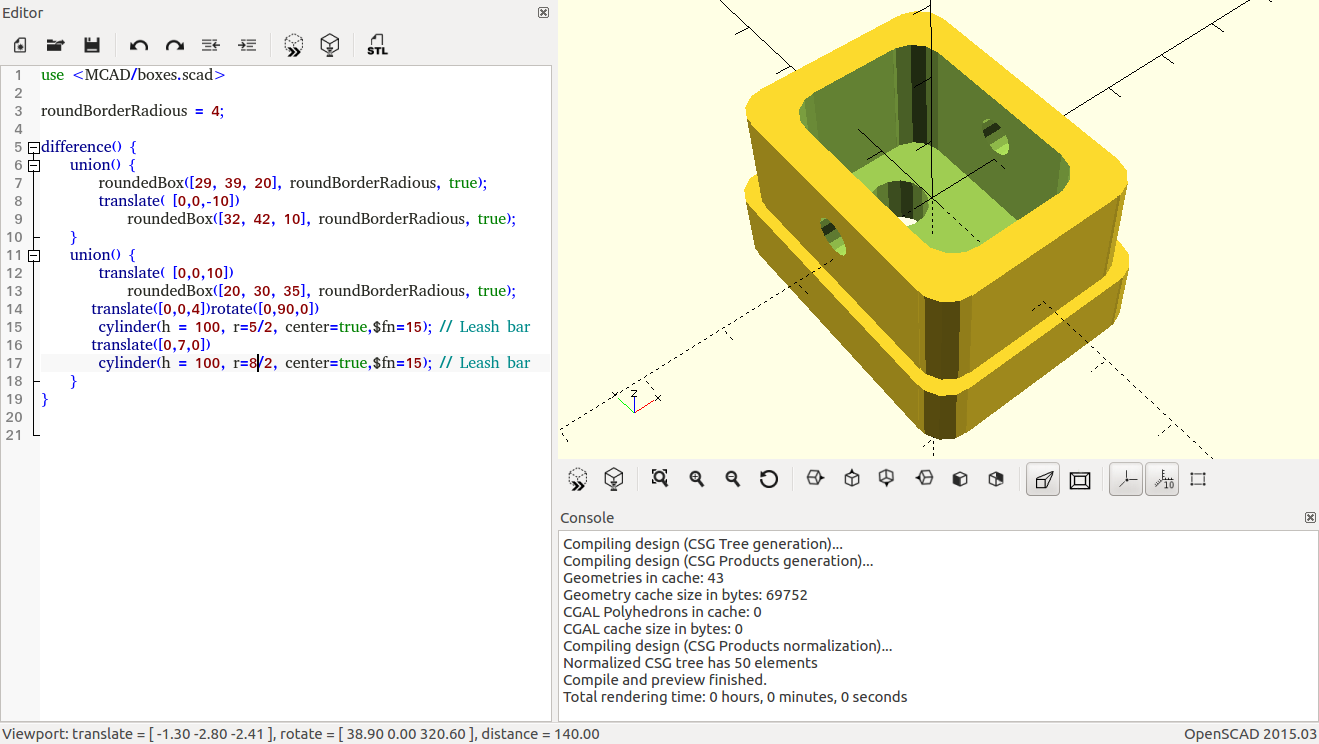 Editor
STL
1 use <MCAD/boxes.scad>
2
3 roundBorderRadious = 4;
4
5 difference() {
6 union() {
7 roundedBox([29, 39, 20], roundBorderRadious, true);
8 translate( [0,0,-10])
9 roundedBox([32, 42, 10], roundBorderRadious, true);
10 }
11 union() {
12 translate( [0,0,10])
13 roundedBox([20, 30, 35], roundBorderRadious, true);
14 translate([0,0,4])rotate([0,90,0])
15 cylinder(h = 100, r=5/2, center=true,$fn=15); // Leash bar
16 translate([0,7,0])
17 cylinder(h = 100, r=8/2, center=true,$fn=15); // Leash bar
18 }
19 }
20
21
Z
X
10
Console
Compiling design (CSG Tree generation)...
Compiling design (CSG Products generation)...
Geometries in cache: 43
Geometry cache size in bytes: 69752
CGAL Polyhedrons in cache: 0
CGAL cache size in bytes: 0
Compiling design (CSG Products normalization)...
Normalized CSG tree has 50 elements
Compile and preview finished.
Total rendering time: 0 hours, 0 minutes, 0 seconds
Viewport: translate = [ -1.30 -2.80 -2.41 ], rotate = [ 38.90 0.00 320.60 ], distance = 140.00
OpenSCAD 2015.03